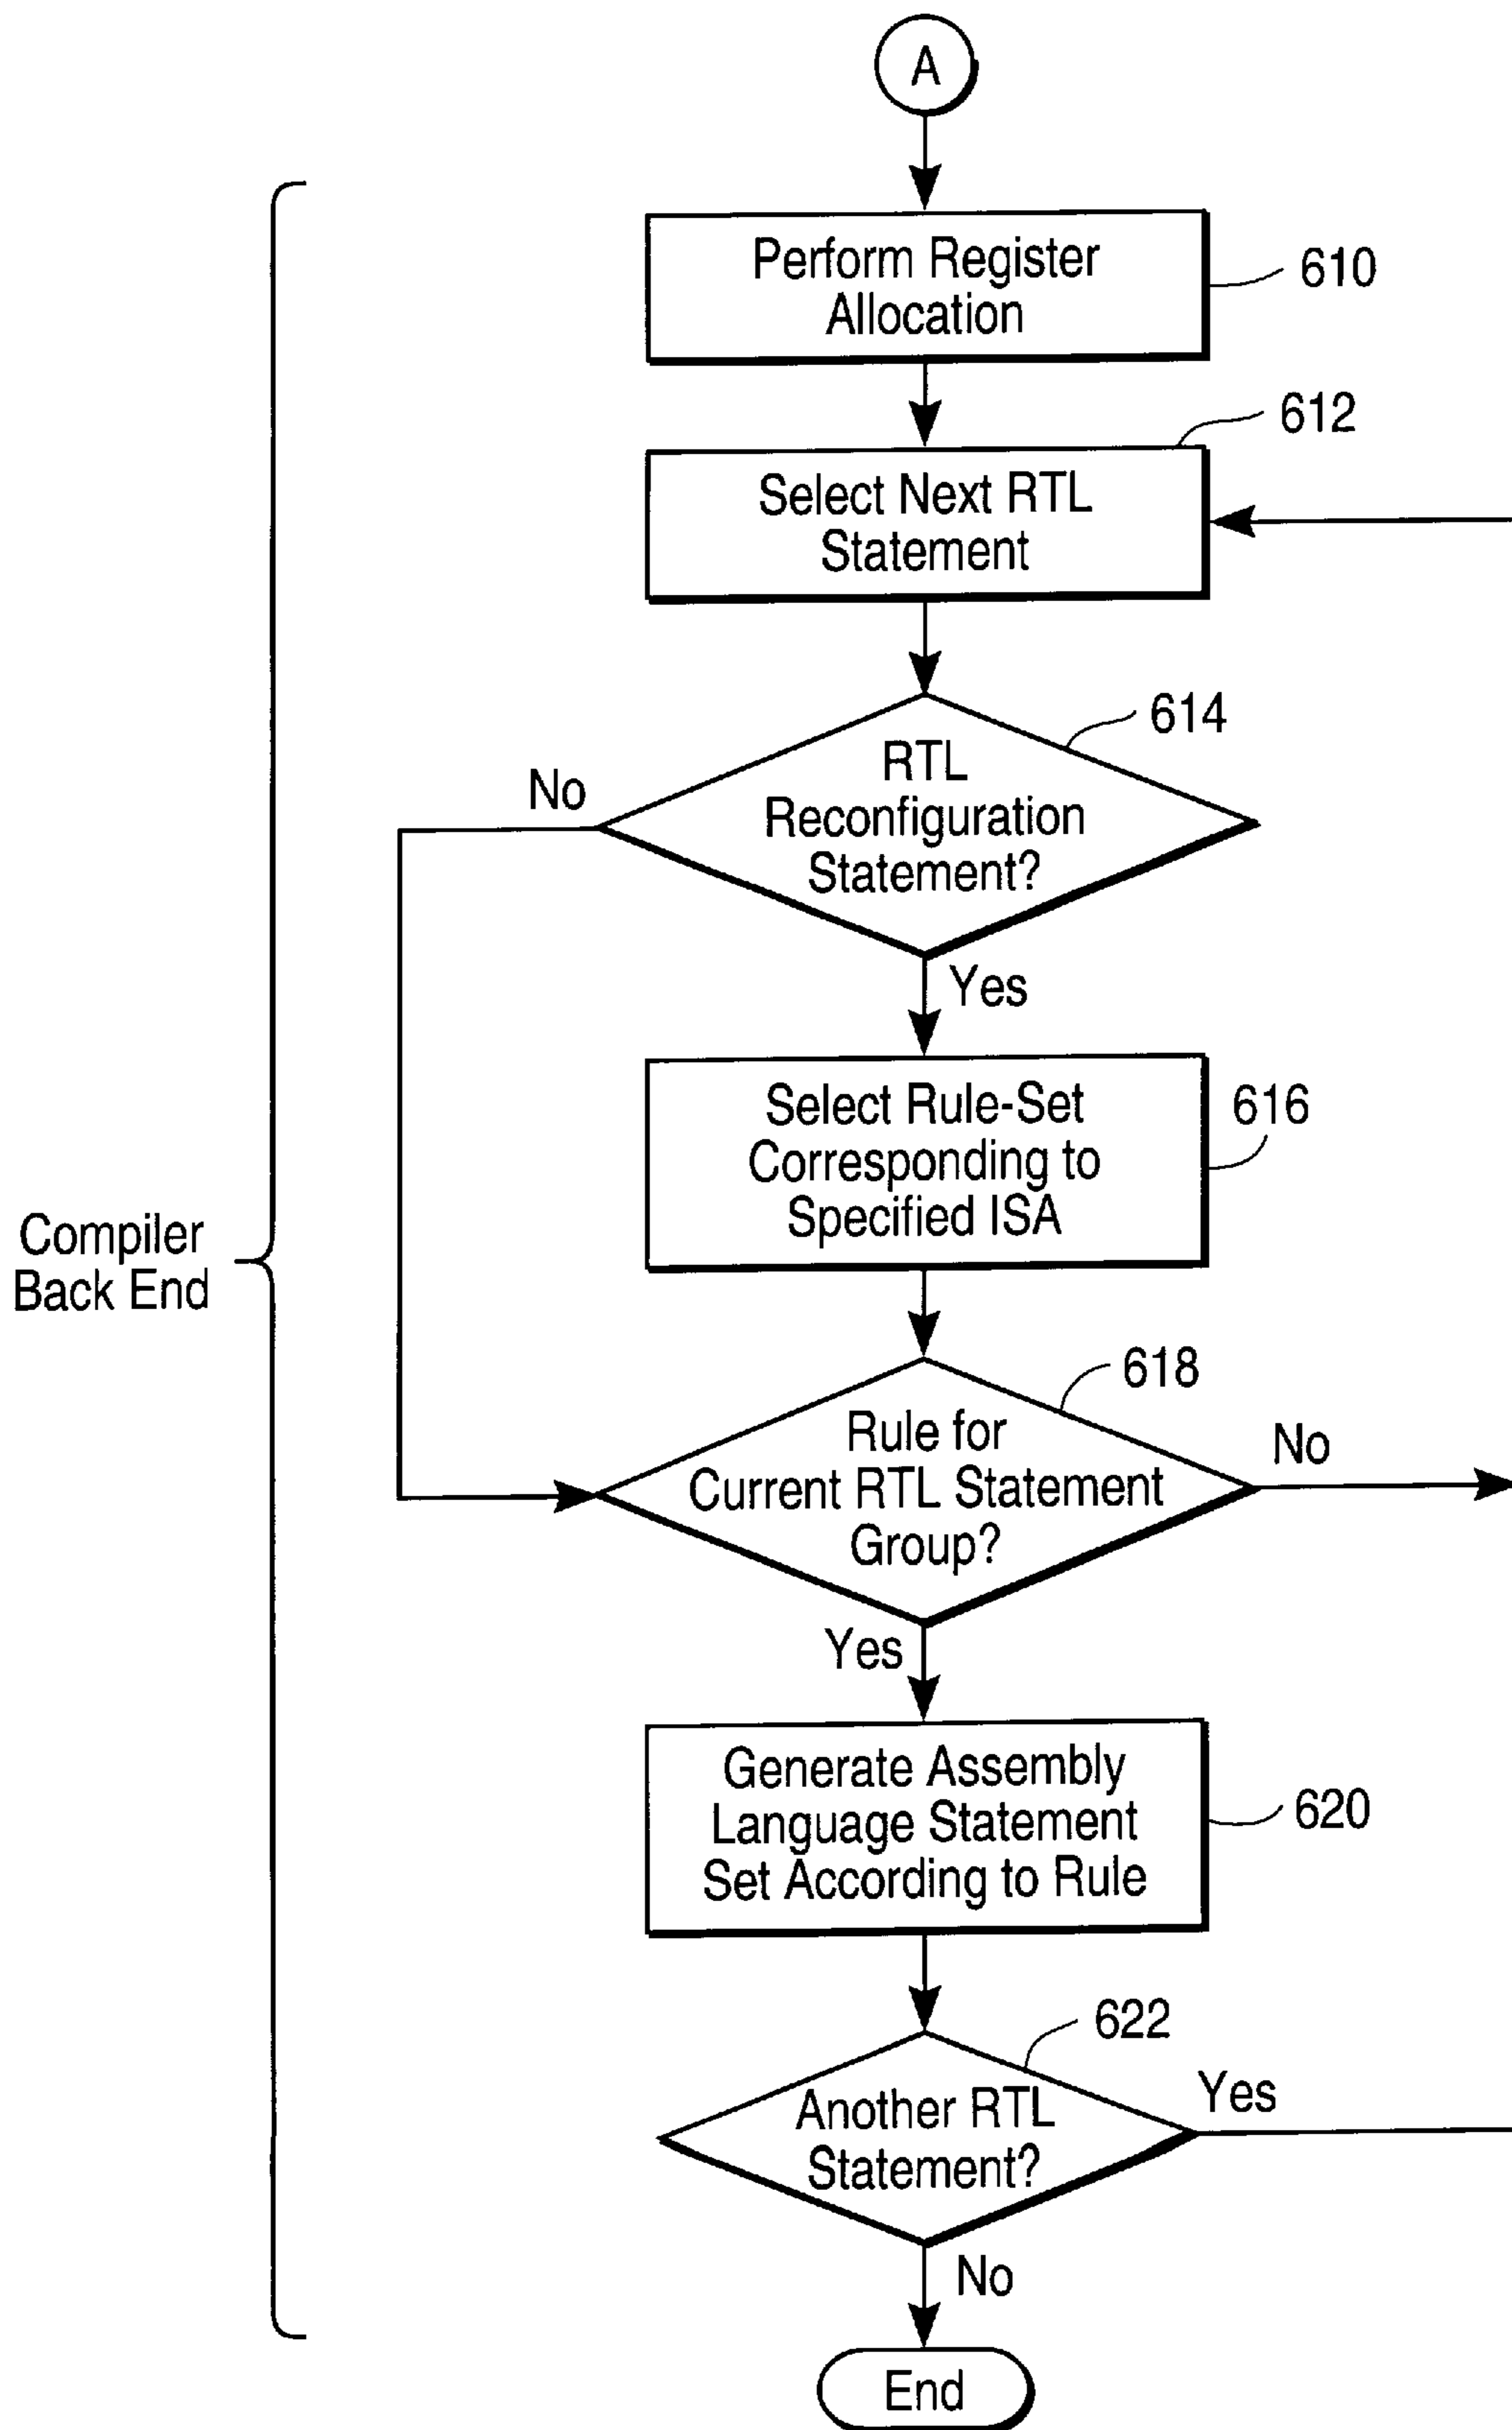 A
Perform Register
Allocation
610
612
Select Next RTL
Statement
614
No
RTL
Reconfiguration
Statement?
Yes
Select Rule-Set
Corresponding to
Specified ISA
616
Compiler
Back End
618
Rule for
Current RTL Statement
Group?
No
Yes
Generate Assembly
Language Statement
Set According to Rule
620
622
Another RTL
Statement?
Yes
No
End